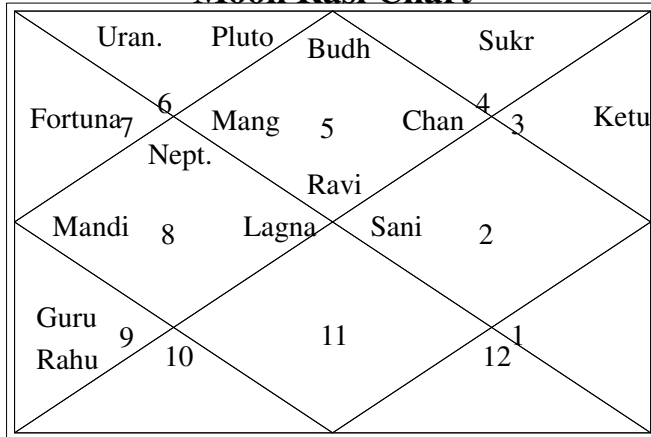 Moon Rasi Chart
Uran. Pluto Budh Sukr
6 4
Fortuna 7 Mang 5 Chan 3 Ketu
Nept.
Ravi
Mandi 8 Lagna Sani 2
Guru 9 11 1
Rahu 10 12